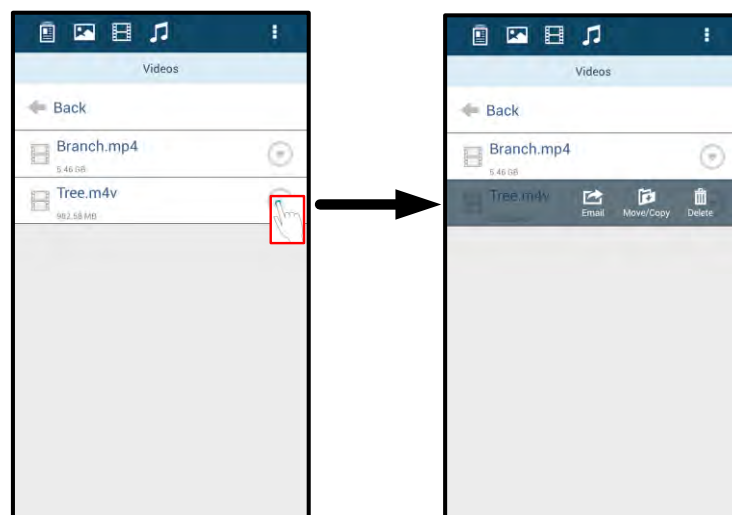 Videos
Back
Branch.mp4
5.46 GB
Tree.m4v
982.58 MB
Videos
Back
Branch.mp4
5.46 GB
Tree.m4v
Email Move/Copy Delete